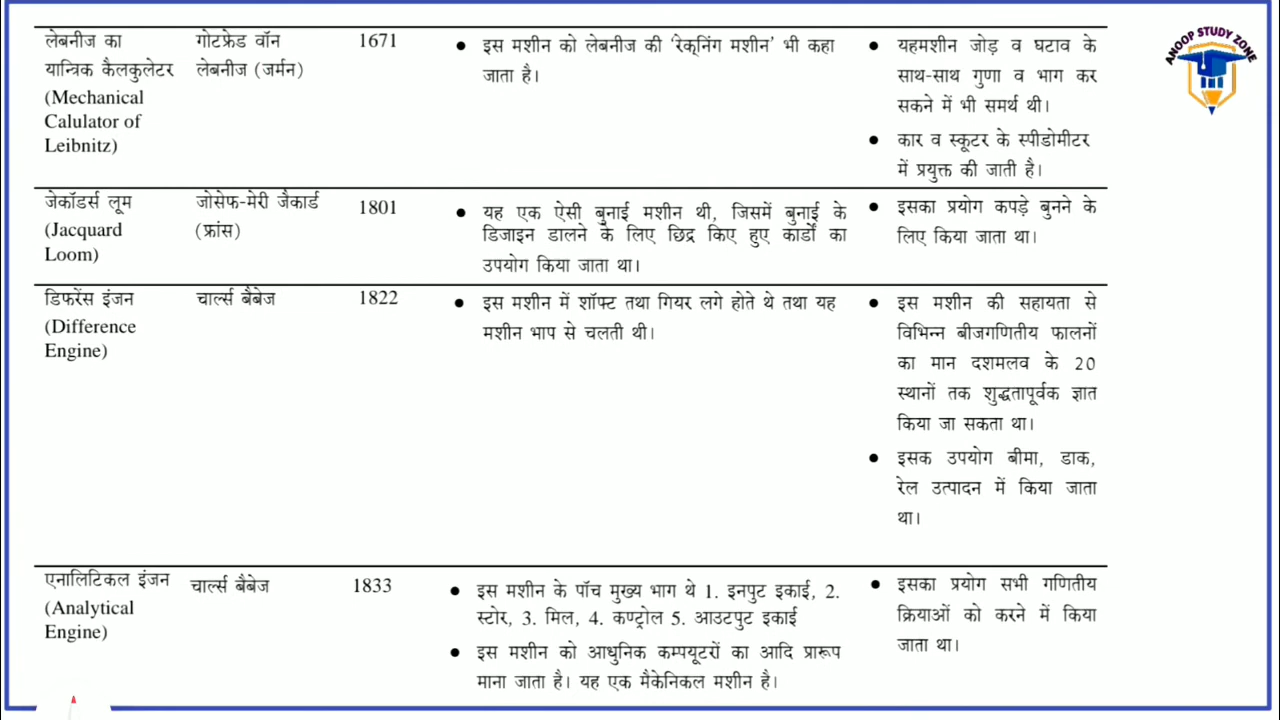 ANOOP STUDY ZONE
लेबनीज का
यान्त्रिक कैलकुलेटर
(Mechanical
Calulator of
Leibnitz)
गोटफ्रेड वॉन
लेबनीज (जर्मन)
1671
● इस मशीन को लेबनीज की 'रेक्निंग मशीन' भी कहा
जाता है।
● यहमशीन जोड़ व घटाव के
साथ-साथ गुणा व भाग कर
सकने में भी समर्थ थी।
● कार व स्कूटर के स्पीडोमीटर
में प्रयुक्त की जाती है।
जेकॉडर्स लूम
(Jacquard
Loom)
जोसेफ-मेरी जैकार्ड
(फ्रांस)
1801
● यह एक ऐसी बुनाई मशीन थी, जिसमें बुनाई के
डिजाइन डालने के लिए छिद्र किए हुए कार्डों का
उपयोग किया जाता था।
● इसका प्रयोग कपड़े बुनने के
लिए किया जाता था।
डिफरेंस इंजन
(Difference
Engine)
चार्ल्स बैबेज
1822
● इस मशीन में शॉफ्ट तथा गियर लगे होते थे तथा यह
मशीन भाप से चलती थी।
● इस मशीन की सहायता से
विभिन्न बीजगणितीय फालनों
का मान दशमलव के 20
स्थानों तक शुद्धतापूर्वक ज्ञात
किया जा सकता था।
● इसक उपयोग बीमा, डाक,
रेल उत्पादन में किया जाता
था।
एनालिटिकल इंजन
(Analytical
Engine)
चार्ल्स बैबेज
1833
● इस मशीन के पॉच मुख्य भाग थे 1. इनपुट इकाई, 2.
स्टोर, 3. मिल, 4. कण्ट्रोल 5. आउटपुट इकाई
● इस मशीन को आधुनिक कम्पयूटरों का आदि प्रारूप
माना जाता है। यह एक मैकेनिकल मशीन है।
● इसका प्रयोग सभी गणितीय
क्रियाओं को करने में किया
जाता था।